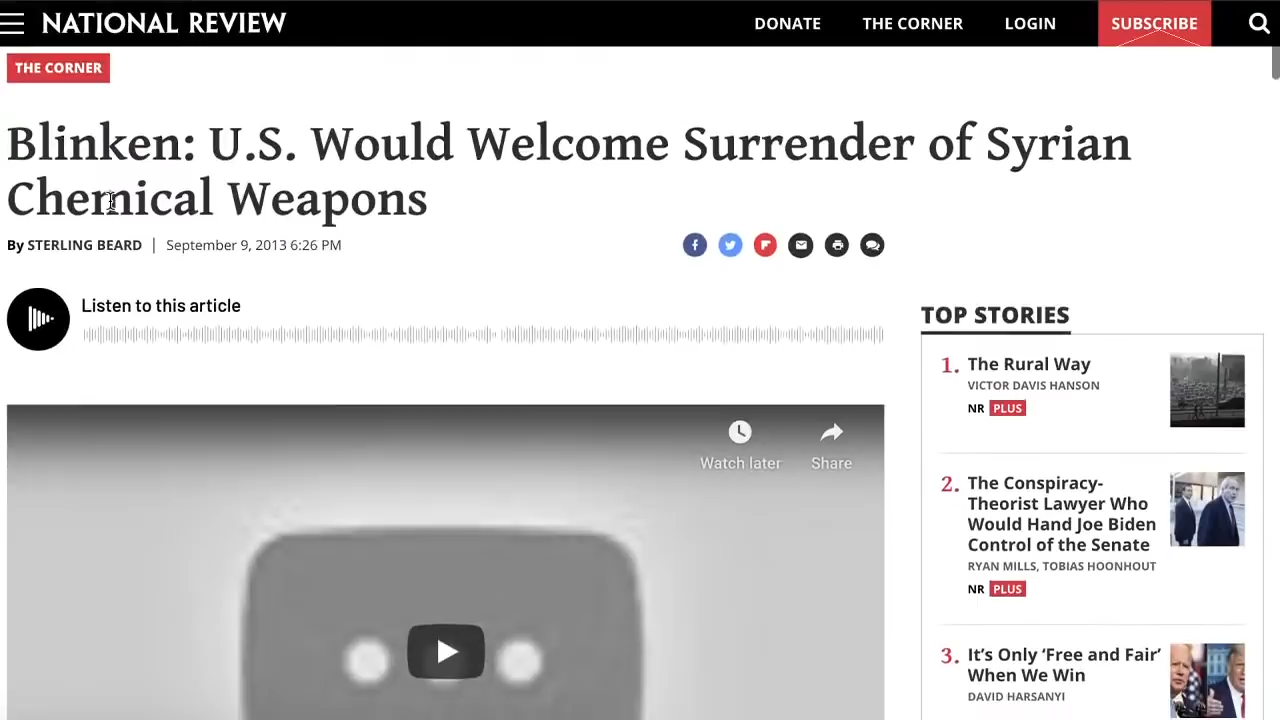 NATIONAL REVIEW DONATE THE CORNER LOGIN SUBSCRIBE
THE CORNER
Blinken: U.S. Would Welcome Surrender of Syrian
Chemical Weapons
By STERLING BEARD | September 9, 2013 6:26 PM
Listen to this article
Watch later Share
TOP STORIES
1. The Rural Way
VICTOR DAVIS HANSON
NR PLUS
2. The Conspiracy-
Theorist Lawyer Who
Would Hand Joe Biden
Control of the Senate
RYAN MILLS, TOBIAS HOONHOUT
NR PLUS
3. It’s Only ‘Free and Fair’
When We Win
DAVID HARSANYI